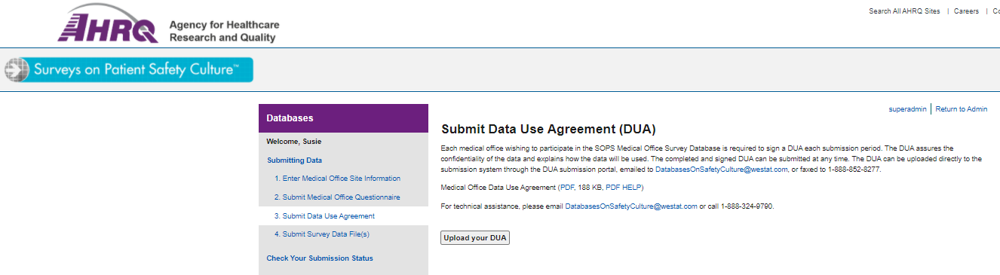 Search All AHRQ Sites | Careers |
AHRQ
Agency for Healthcare
Research and Quality
Surveys on Patient Safety Culture™
superadmin | Return to Admin
Databases
Welcome, Susie
Submitting Data
1. Enter Medical Office Site Information
2. Submit Medical Office Questionnaire
3. Submit Data Use Agreement
4. Submit Survey Data File(s)
Check Your Submission Status
Submit Data Use Agreement (DUA)
Each medical office wishing to participate in the SOPS Medical Office Survey Database is required to sign a DUA each submission period. The DUA assures the
confidentiality of the data and explains how the data will be used. The completed and signed DUA can be submitted at any time. The DUA can be uploaded directly to the
submission system through the DUA submission portal, emailed to DatabasesOnSafetyCulture@westat.com, or faxed to 1-888-852-8277.
Medical Office Data Use Agreement (PDF, 188 KB, PDF HELP)
For technical assistance, please email DatabasesOnSafetyCulture@westat.com or call 1-888-324-9790.
Upload your DUA